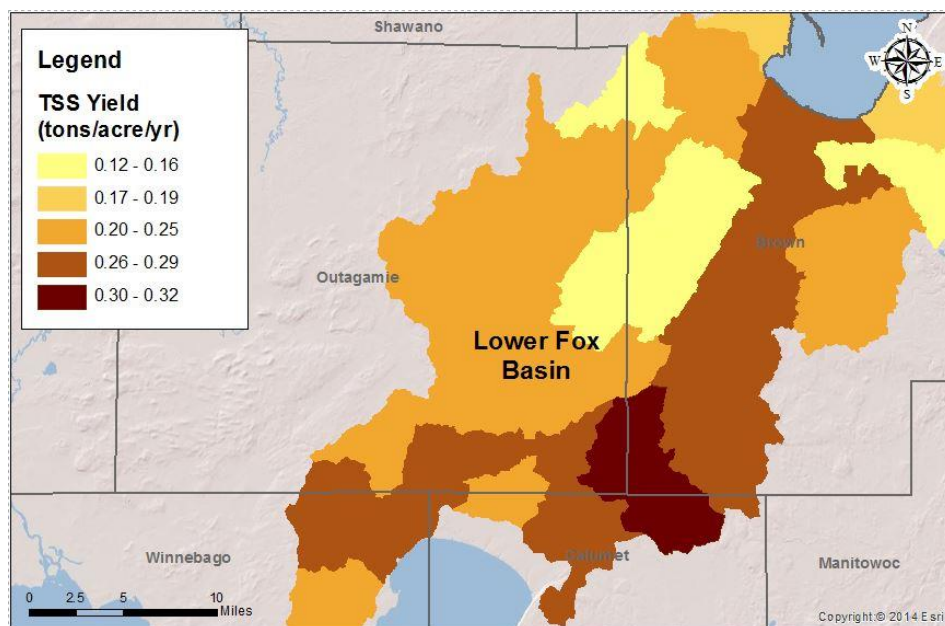 Shawano
N
W E
S
Legend
TSS Yield
(tons/acre/yr)
0.12 - 0.16
0.17 - 0.19
0.20 - 0.25
0.26 - 0.29
0.30 - 0.32
Brown
Outagamie
Lower Fox
Basin
Winnebago
Calumet
Manitowoc
0 2.5 5 10
Miles
Copyright:© 2014 Esri